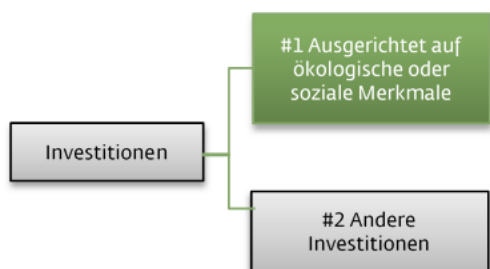 #1 Ausgerichtet auf
ökologische oder
soziale Merkmale
Investitionen
#2 Andere
Investitionen